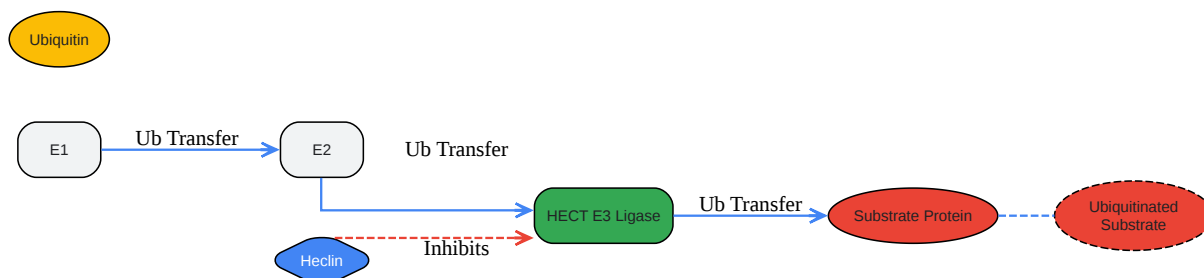 Ubiquitin
E1
Ub Transfer
E2
Ub Transfer
HECT E3 Ligase
Ub Transfer
Substrate Protein
Ubiquitinated
Substrate
Heclin
Inhibits